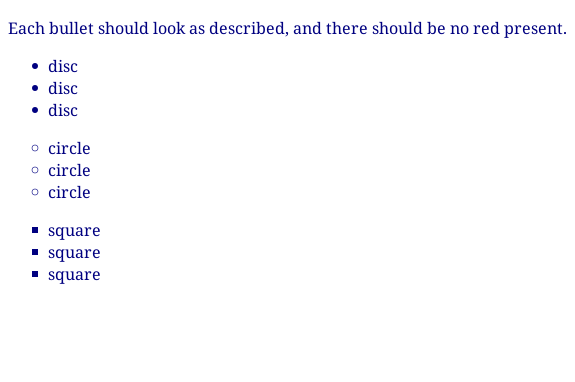 Each bullet should look as described, and there should be no red present.
disc
disc
disc
circle
circle
circle
square
square
square